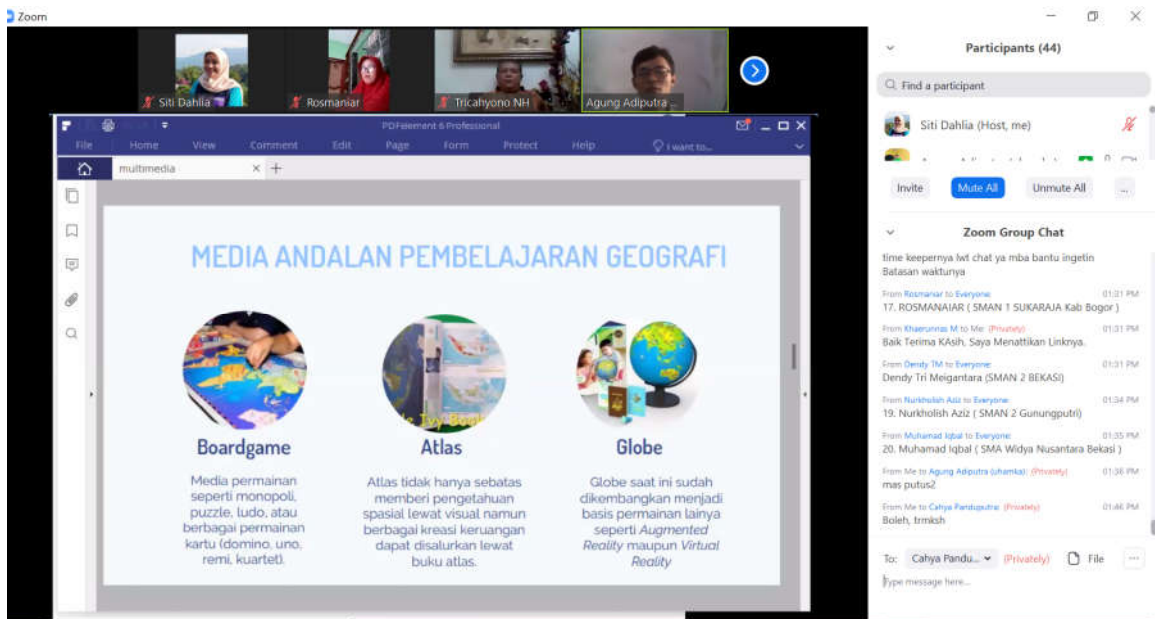 Zoom
Siti Dahlia
Rosmaniar
Tricahyono NH
Agung Adiputra
PDFelement 6 Professional
File Home View Comment Edit Page Form Protect Help I want to...
multimedia
MEDIA ANDALAN PEMBELAJARAN GEOGRAFI
Boardgame
Media permainan
seperti monopoli,
puzzle, ludo, atau
berbagai permainan
kartu (domino, uno,
remi, kuartet).
Atlas
Atlas tidak hanya sebatas
memberi pengetahuan
spasial lewat visual namun
berbagai kreasi keruangan
dapat disalurkan lewat
buku atlas.
Globe
Globe saat ini sudah
dikembangkan menjadi
basis permainan lainya
seperti Augmented
Reality maupun Virtual
Reality
Participants (44)
Find a participant
Siti Dahlia (Host, me)
Invite Mute All Unmute All ...
Zoom Group Chat
time keepernya lwt chat ya mba bantu ingetin
Batasan waktunya
From Rosmaniar to Everyone: 01:31 PM
17. ROSMANAIAR ( SMAN 1 SUKARAJA Kab Bogor )
From Khaerunnas M to Me: (Privately) 01:31 PM
Baik Terima KAsih, Saya Menattikan Linknya.
From Dendy TM to Everyone: 01:31 PM
Dendy Tri Meigantara (SMAN 2 BEKASI)
From Nurkholish Aziz to Everyone: 01:34 PM
19. Nurkholish Aziz ( SMAN 2 Gunungputri)
From Muhamad Iqbal to Everyone: 01:35 PM
20. Muhamad Iqbal ( SMA Widya Nusantara Bekasi )
From Me to Agung Adiputra (uhamka): (Privately) 01:36 PM
mas putus2
From Me to Cahya Panduputra: (Privately) 01:46 PM
Boleh, trmksh
To: Cahya Pandu... (Privately) File ...
Type message here...